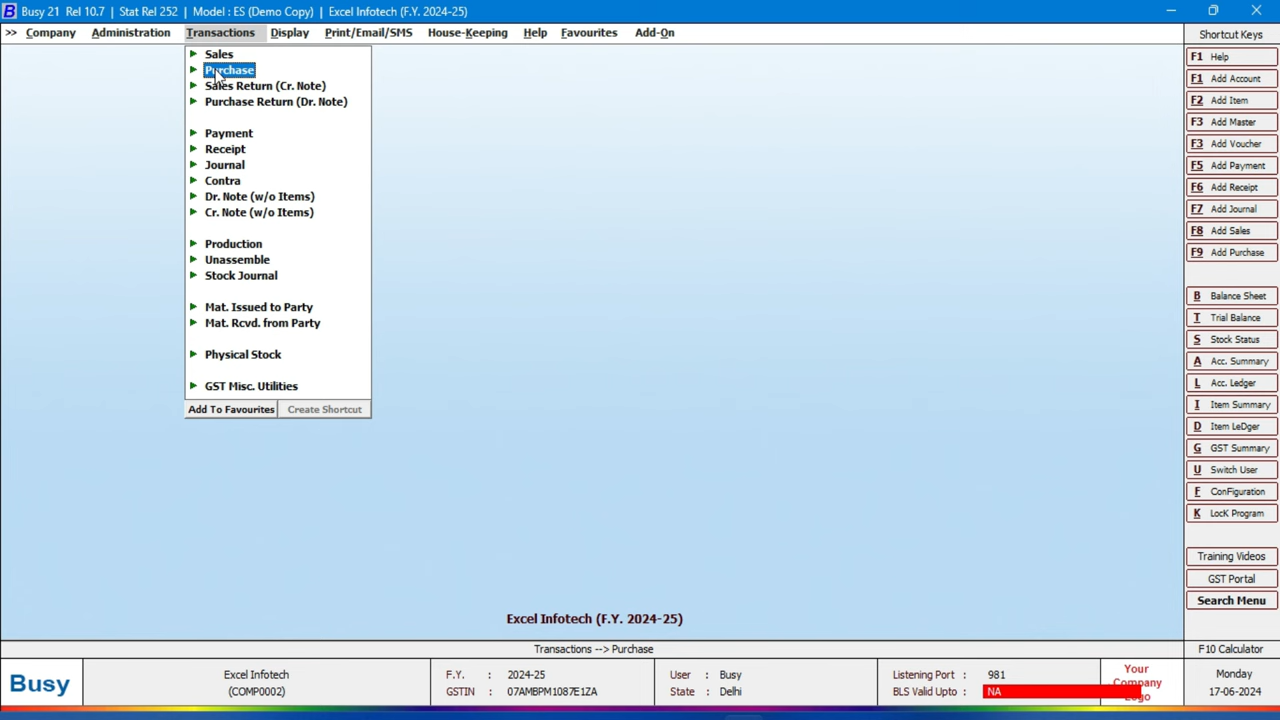 B Busy 21 Rel 10.7 | Stat Rel 252 | Model : ES (Demo Copy) | Excel Infotech (F.Y. 2024-25)
>> Company Administration Transactions Display Print/Email/SMS House-Keeping Help Favourites Add-On
Sales
Purchase
Sales Return (Cr. Note)
Purchase Return (Dr. Note)
Payment
Receipt
Journal
Contra
Dr. Note (w/o Items)
Cr. Note (w/o Items)
Production
Unassemble
Stock Journal
Mat. Issued to Party
Mat. Rcvd. from Party
Physical Stock
GST Misc. Utilities
Add To Favourites Create Shortcut
Shortcut Keys
F1 Help
F1 Add Account
F2 Add Item
F3 Add Master
F3 Add Voucher
F5 Add Payment
F6 Add Receipt
F7 Add Journal
F8 Add Sales
F9 Add Purchase
B Balance Sheet
T Trial Balance
S Stock Status
A Acc. Summary
L Acc. Ledger
I Item Summary
D Item LeDger
G GST Summary
U Switch User
F ConFiguration
K LocK Program
Training Videos
GST Portal
Search Menu
Excel Infotech (F.Y. 2024-25)
Transactions --> Purchase
F10 Calculator
Busy
Excel Infotech
(COMP0002)
F.Y. : 2024-25
GSTIN : 07AMBPM1087E1ZA
User : Busy
State : Delhi
Listening Port : 981
BLS Valid Upto : NA
Your
Company
Logo
Monday
17-06-2024